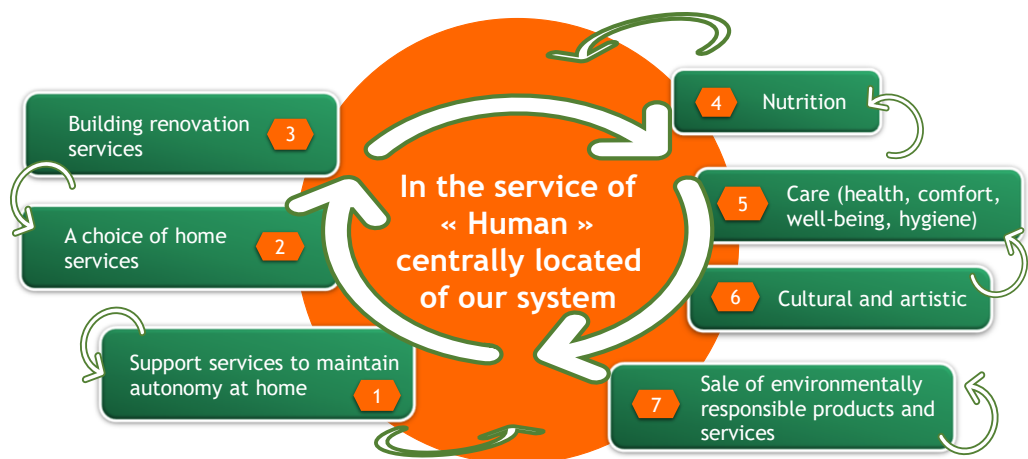 In the service of
« Human »
centrally located
of our system
Support services to maintain
autonomy at home
1
A choice of home
services
2
Building renovation
services
3
4
Nutrition
5
Care (health, comfort,
well-being, hygiene)
6
Cultural and artistic
7
Sale of environmentally
responsible products and
services